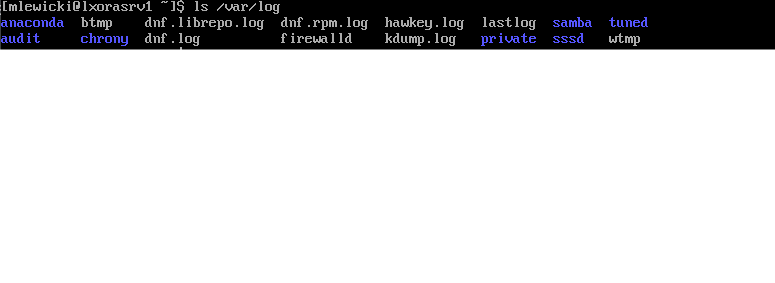 [mlewicki@lxorasrv1 ~]$ ls /var/log
anaconda  btmp    dnf.librepo.log  dnf.rpm.log  hawkey.log  lastlog  samba  tuned
audit     chrony  dnf.log          firewalld    kdump.log   private  sssd   wtmp